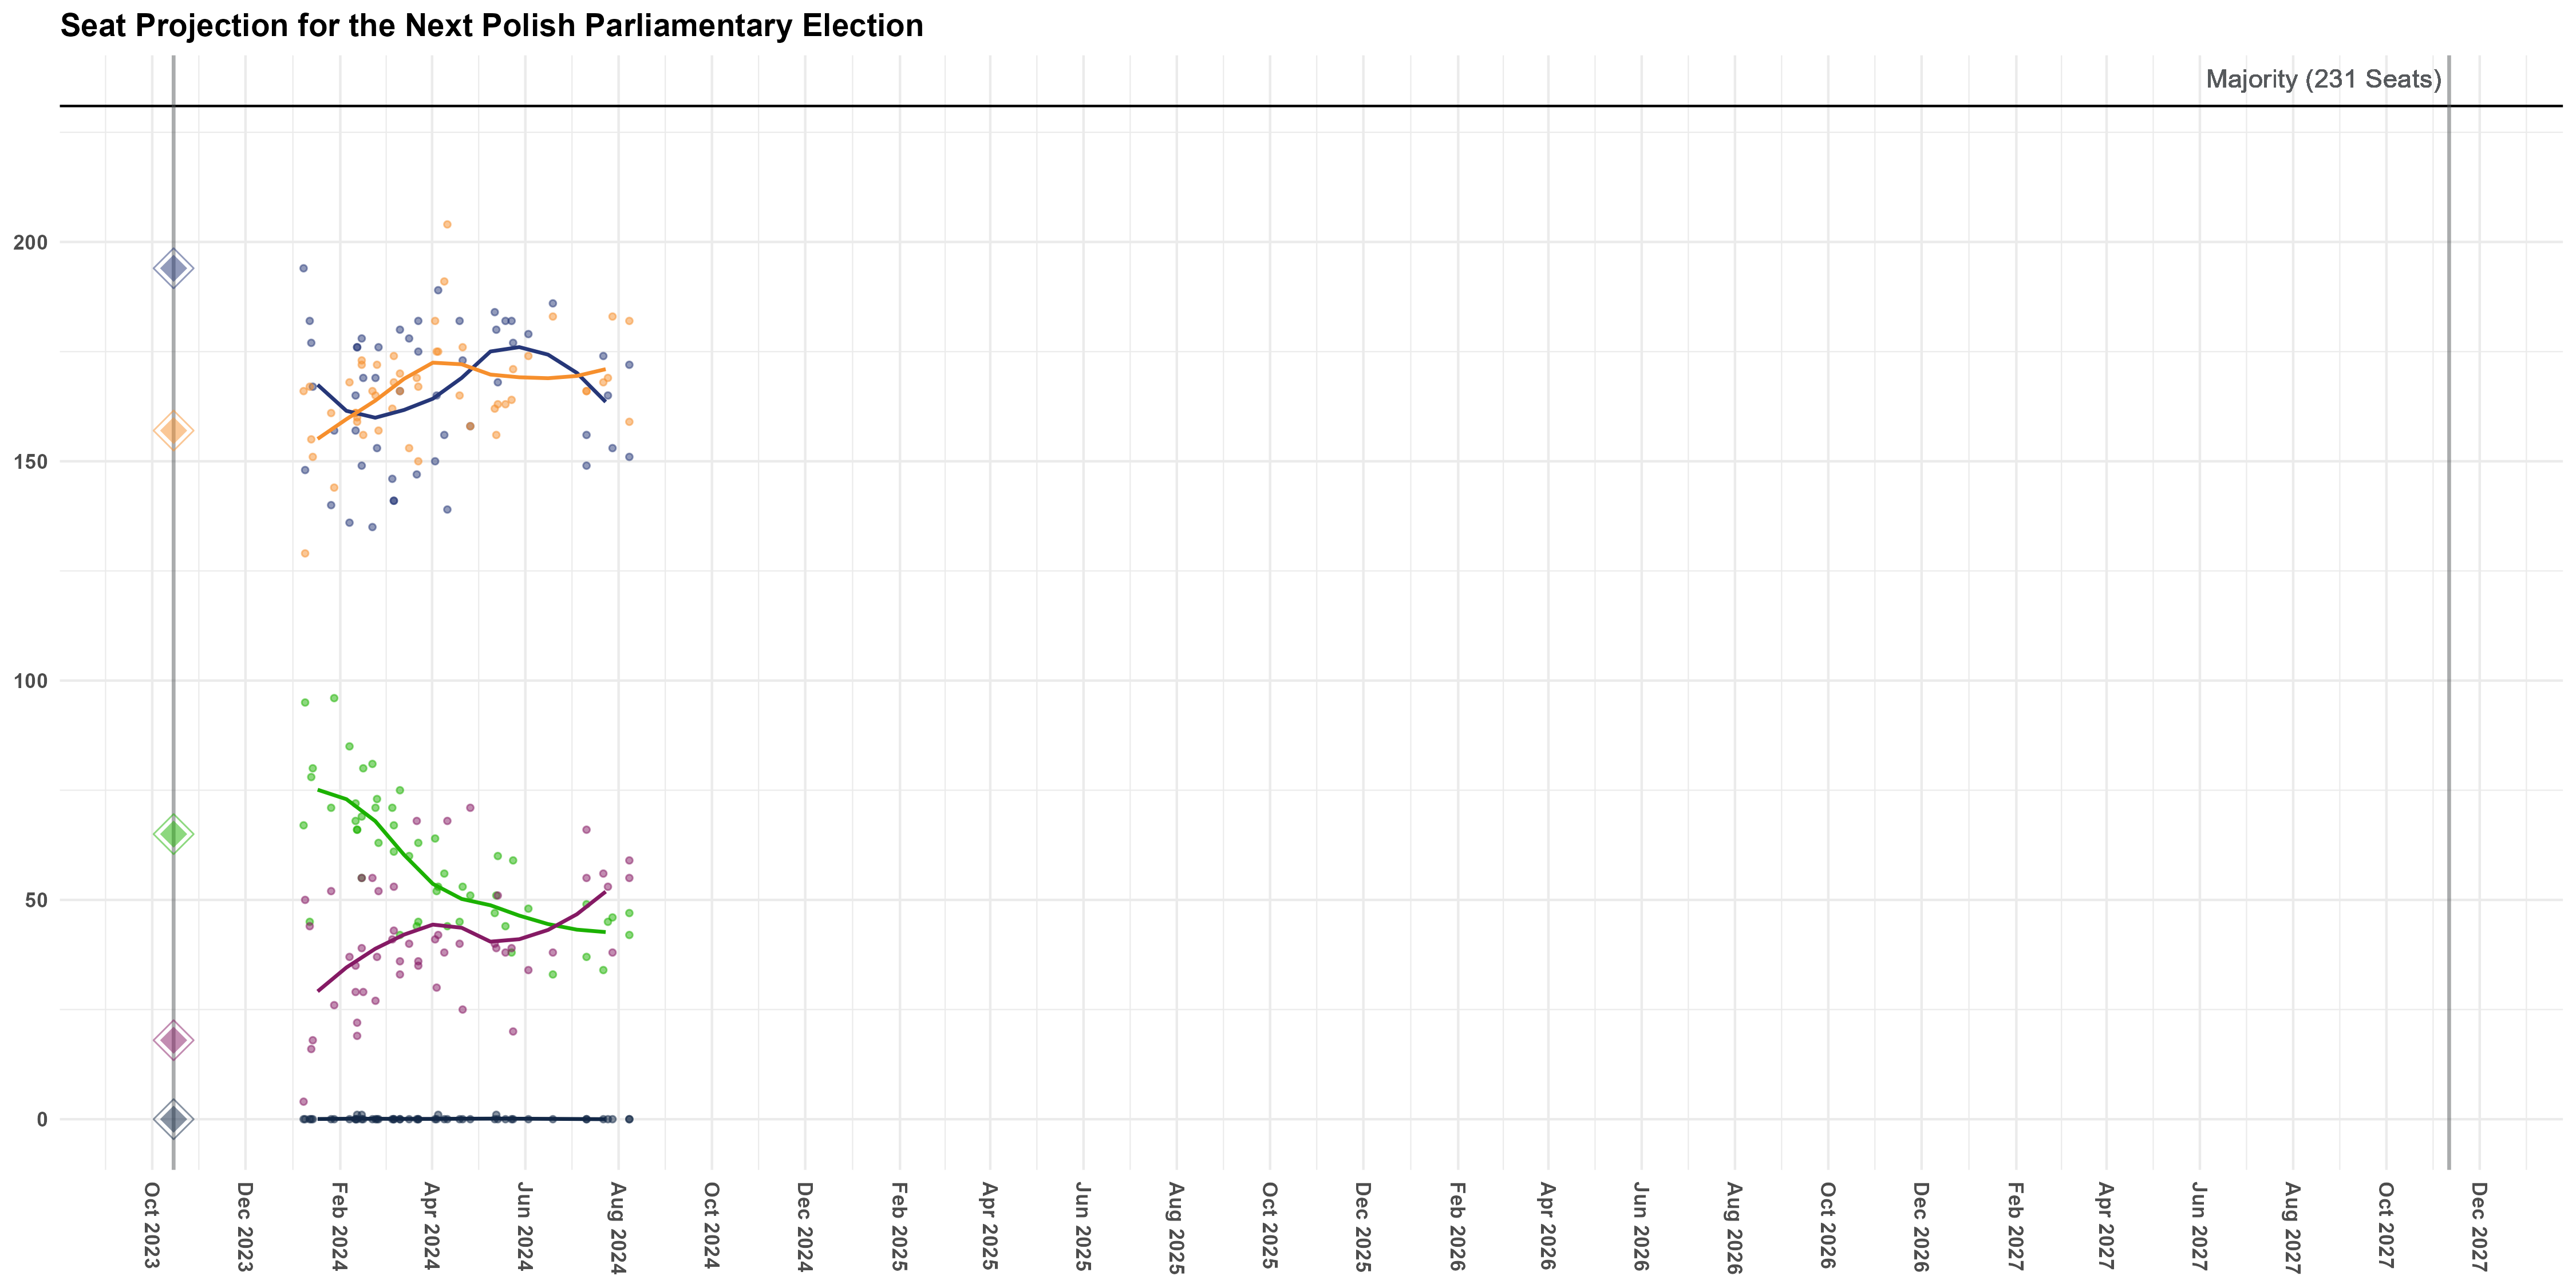 Seat Projection for the Next Polish Parliamentary Election
Majority (231 Seats)
200
150
100
50
0
Oct 2023
Dec 2023
Feb 2024
Apr 2024
Jun 2024
Aug 2024
Oct 2024
Dec 2024
Feb 2025
Apr 2025
Jun 2025
Aug 2025
Oct 2025
Dec 2025
Feb 2026
Apr 2026
Jun 2026
Aug 2026
Oct 2026
Dec 2026
Feb 2027
Apr 2027
Jun 2027
Aug 2027
Oct 2027
Dec 2027